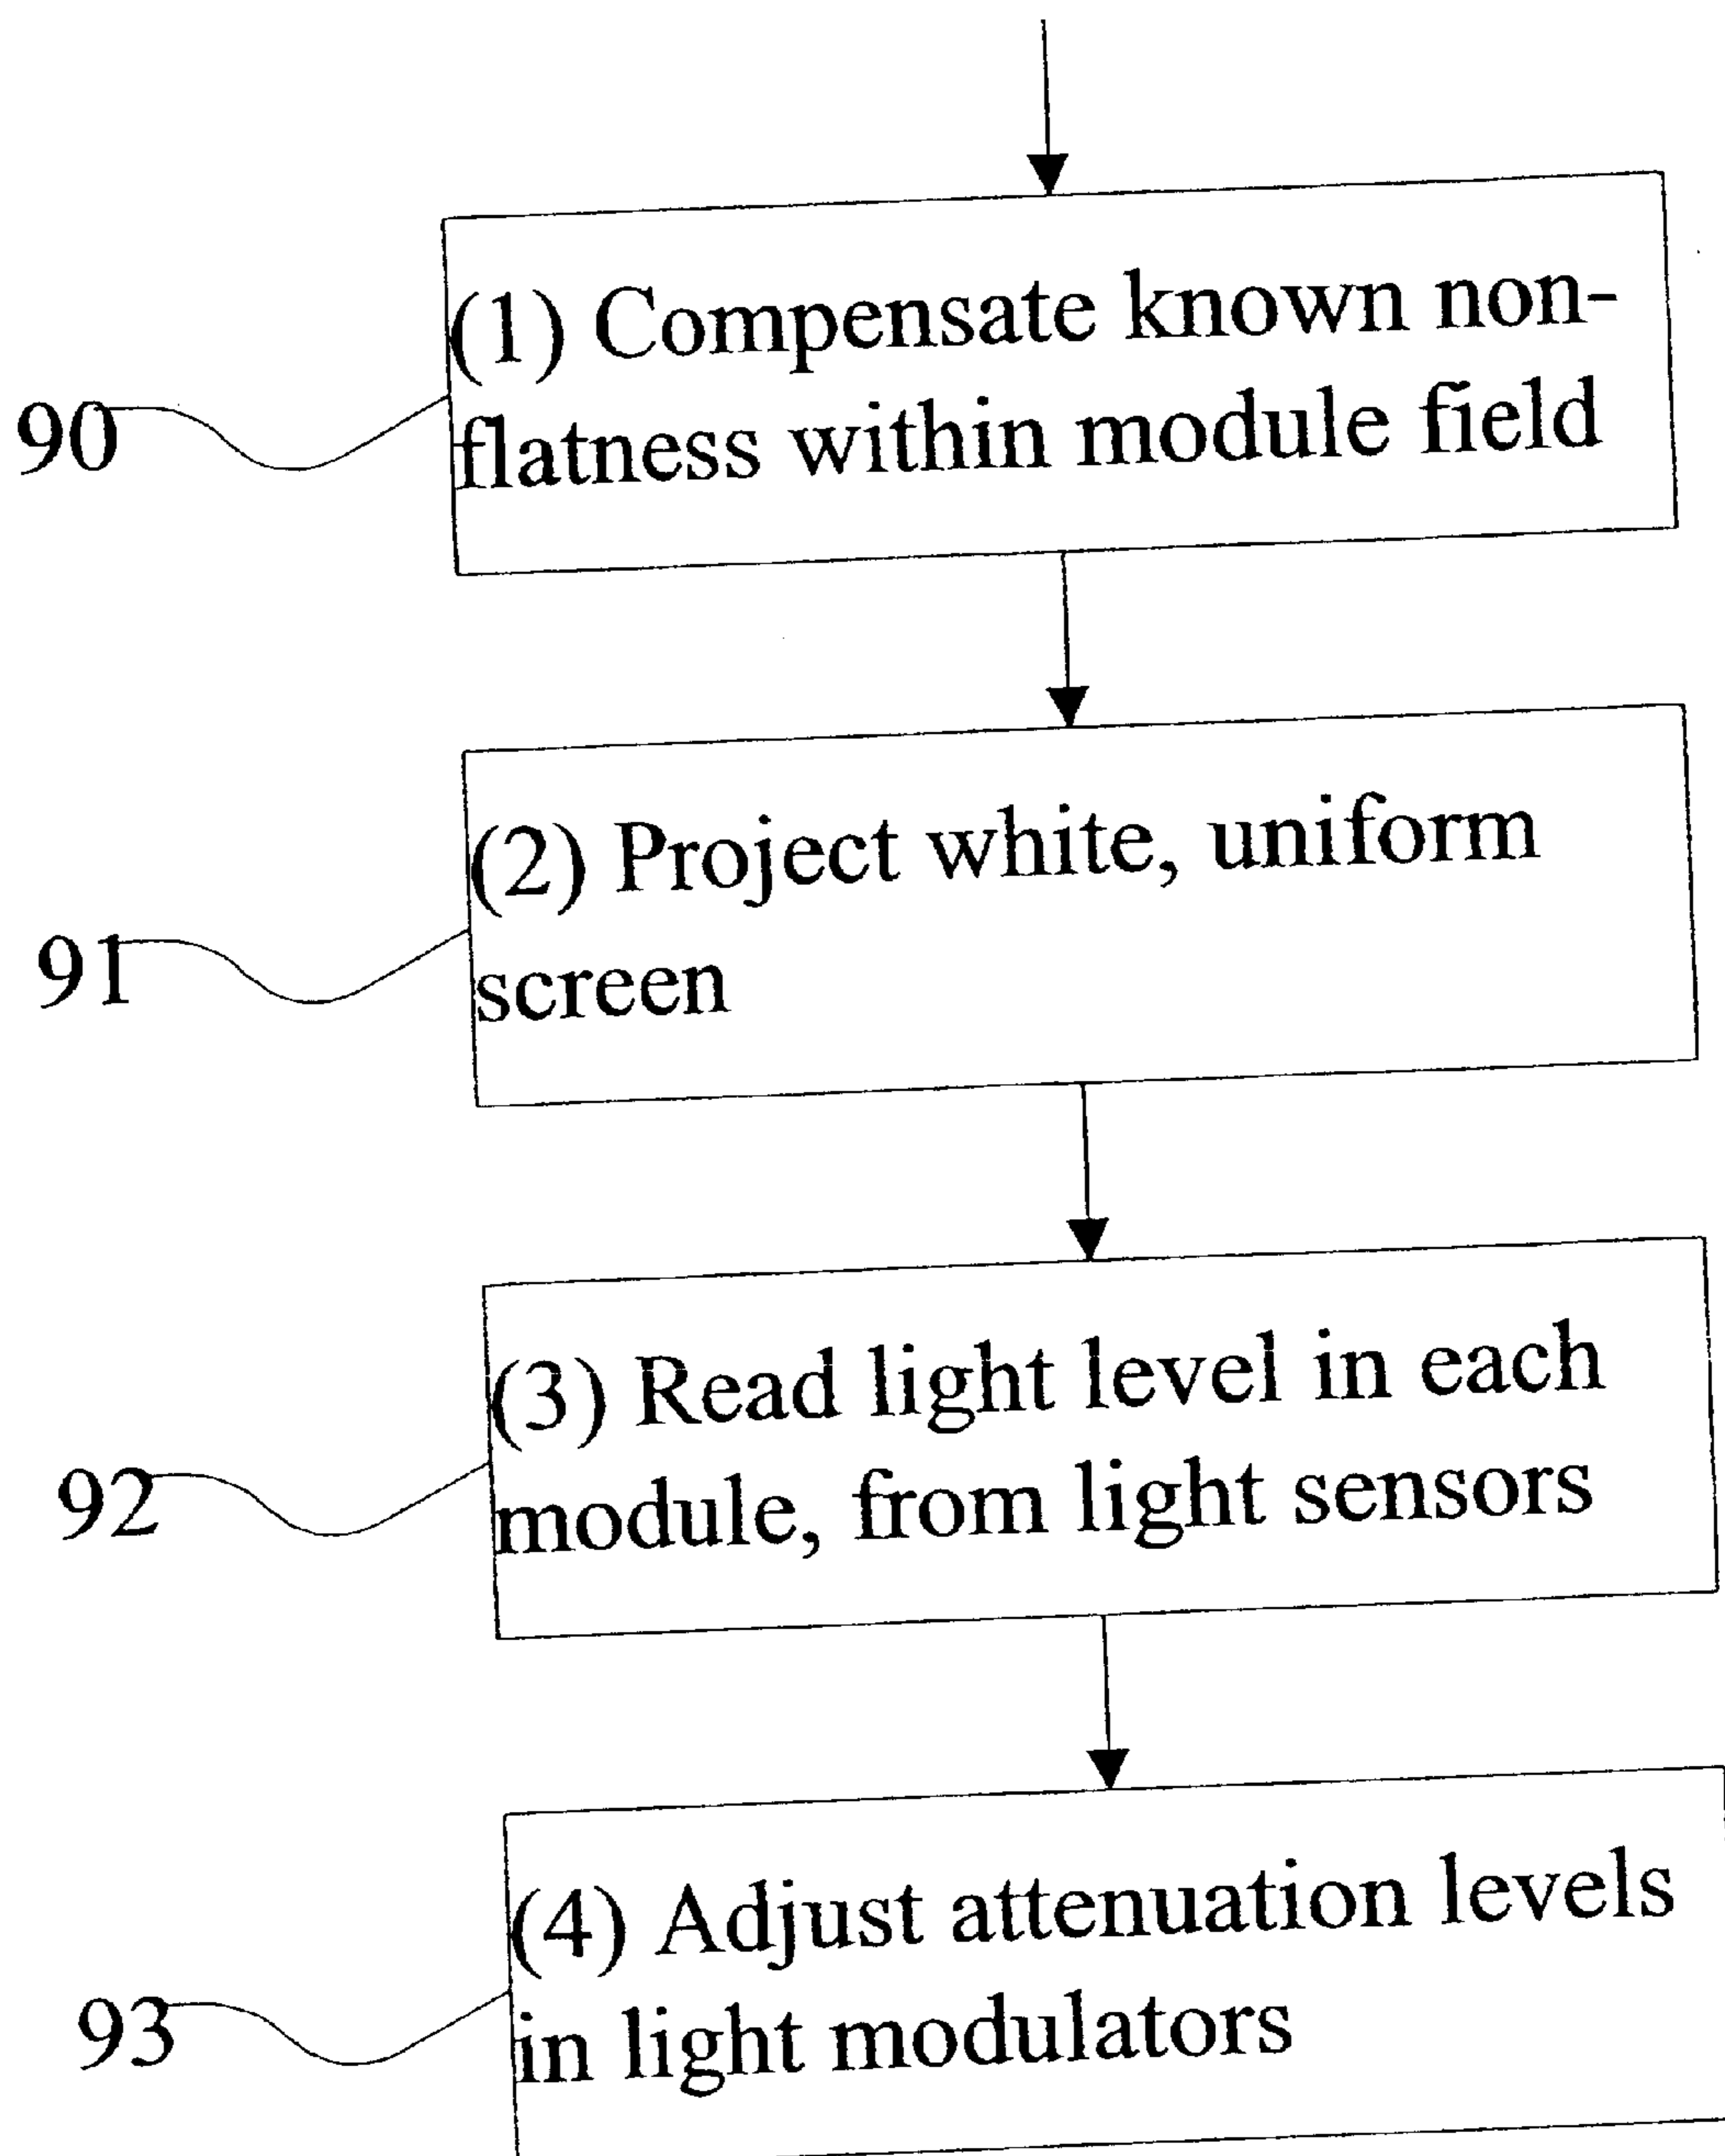 (1) Compensate known non-
90
flatness within module field
(2) Project white, uniform
91
screen
(3) Read light level in each
92
module, from light sensors
(4) Adjust attenuation levels
93
in light modulators